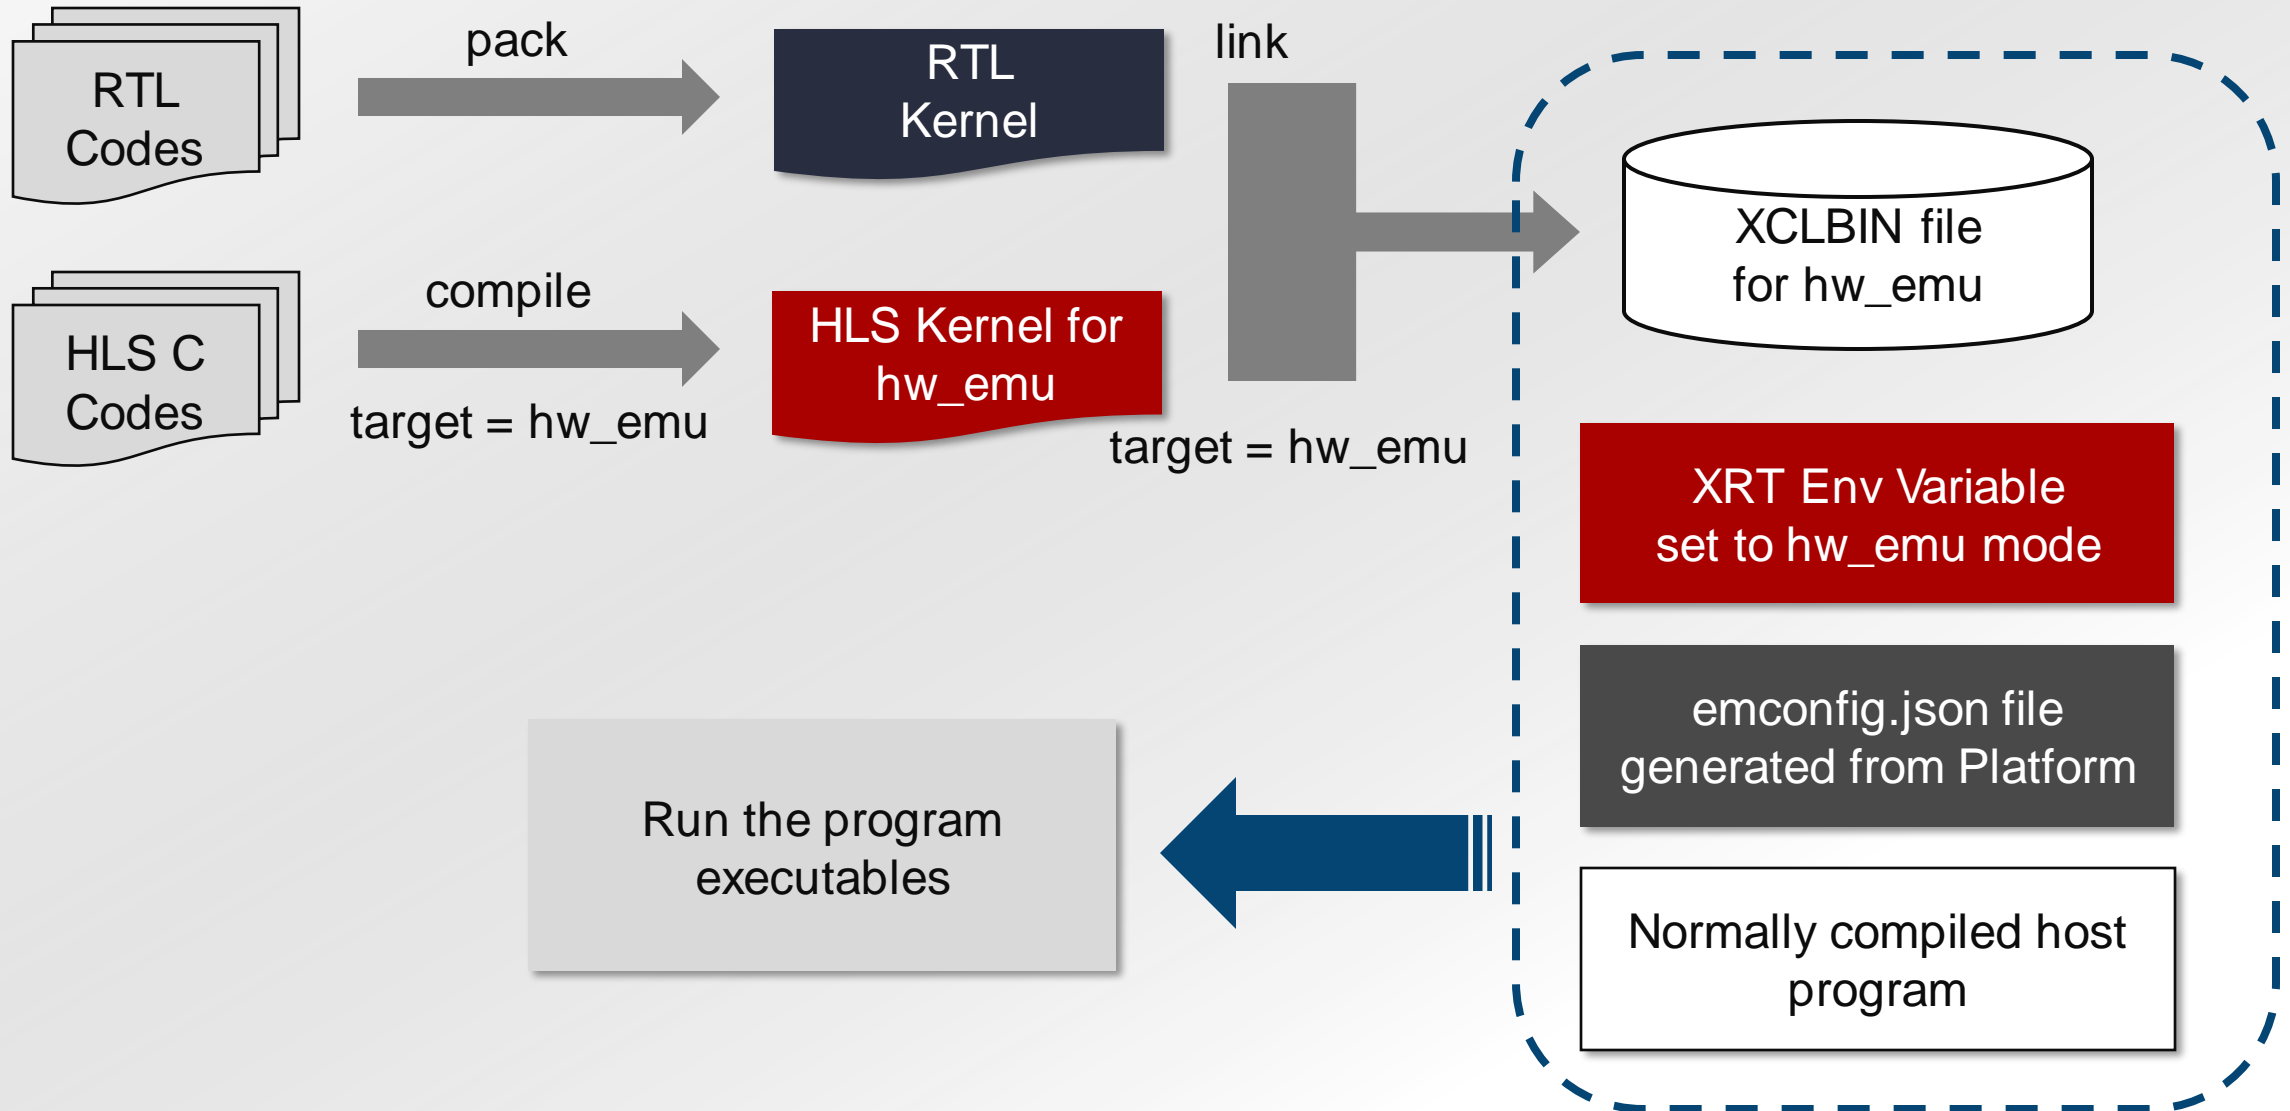 RTL
Codes
pack
RTL
Kernel
link
HLS C
Codes
compile
target = hw_emu
HLS Kernel for
hw_emu
target = hw_emu
XCLBIN file
for hw_emu
XRT Env Variable
set to hw_emu mode
emconfig.json file
generated from Platform
Normally compiled host
program
Run the program
executables